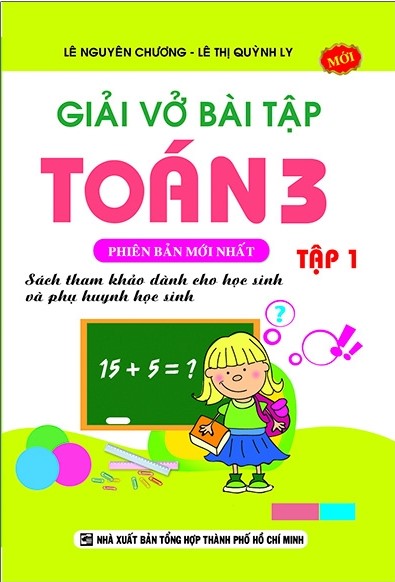 LÊ NGUYÊN CHƯƠNG - LÊ THỊ QUỲNH LY
MỚI
GIẢI VỞ BÀI TẬP
TOÁN 3
PHIÊN BẢN MỚI NHẤT
TẬP 1
Sách tham khảo dành cho học sinh
và phụ huynh học sinh
?
!!
15 + 5 = ?
NHÀ XUẤT BẢN TỔNG HỢP THÀNH PHỐ HỒ CHÍ MINH